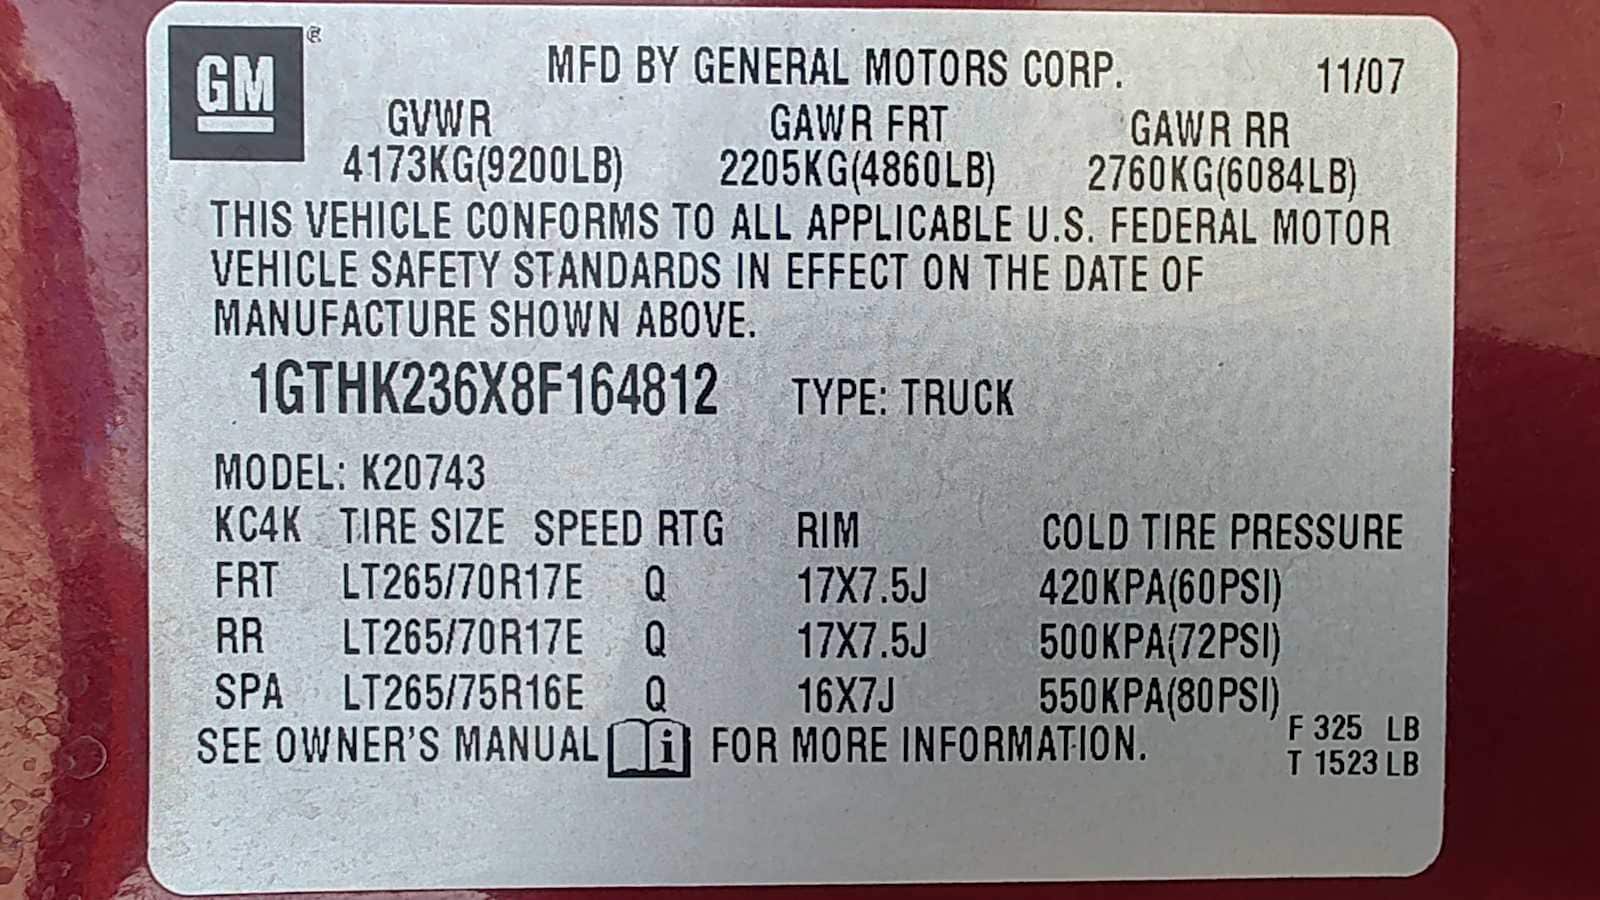 GM ®
MFD BY GENERAL MOTORS CORP. 11/07
GVWR GAWR FRT GAWR RR
4173KG(9200LB) 2205KG(4860LB) 2760KG(6084LB)
THIS VEHICLE CONFORMS TO ALL APPLICABLE U.S. FEDERAL MOTOR
VEHICLE SAFETY STANDARDS IN EFFECT ON THE DATE OF
MANUFACTURE SHOWN ABOVE.
1GTHK236X8F164812 TYPE: TRUCK
MODEL: K20743
KC4K TIRE SIZE SPEED RTG RIM COLD TIRE PRESSURE
FRT LT265/70R17E Q 17X7.5J 420KPA(60PSI)
RR LT265/70R17E Q 17X7.5J 500KPA(72PSI)
SPA LT265/75R16E Q 16X7J 550KPA(80PSI)
SEE OWNER'S MANUAL i FOR MORE INFORMATION.
F 325 LB
T 1523 LB